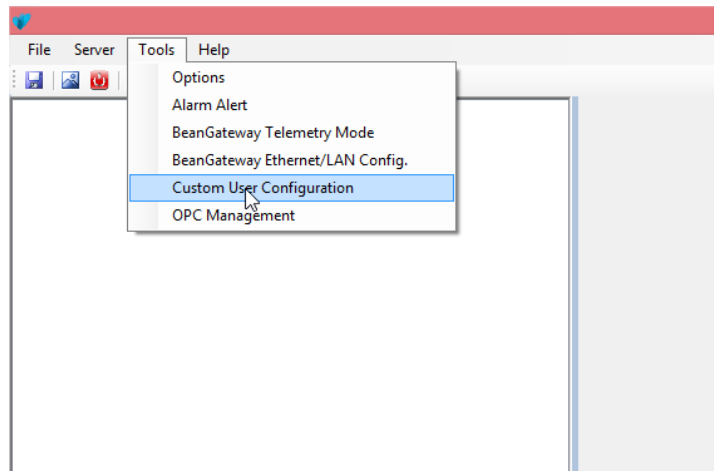 File Server Tools Help
Options
Alarm Alert
BeanGateway Telemetry Mode
BeanGateway Ethernet/LAN Config.
Custom User Configuration
OPC Management